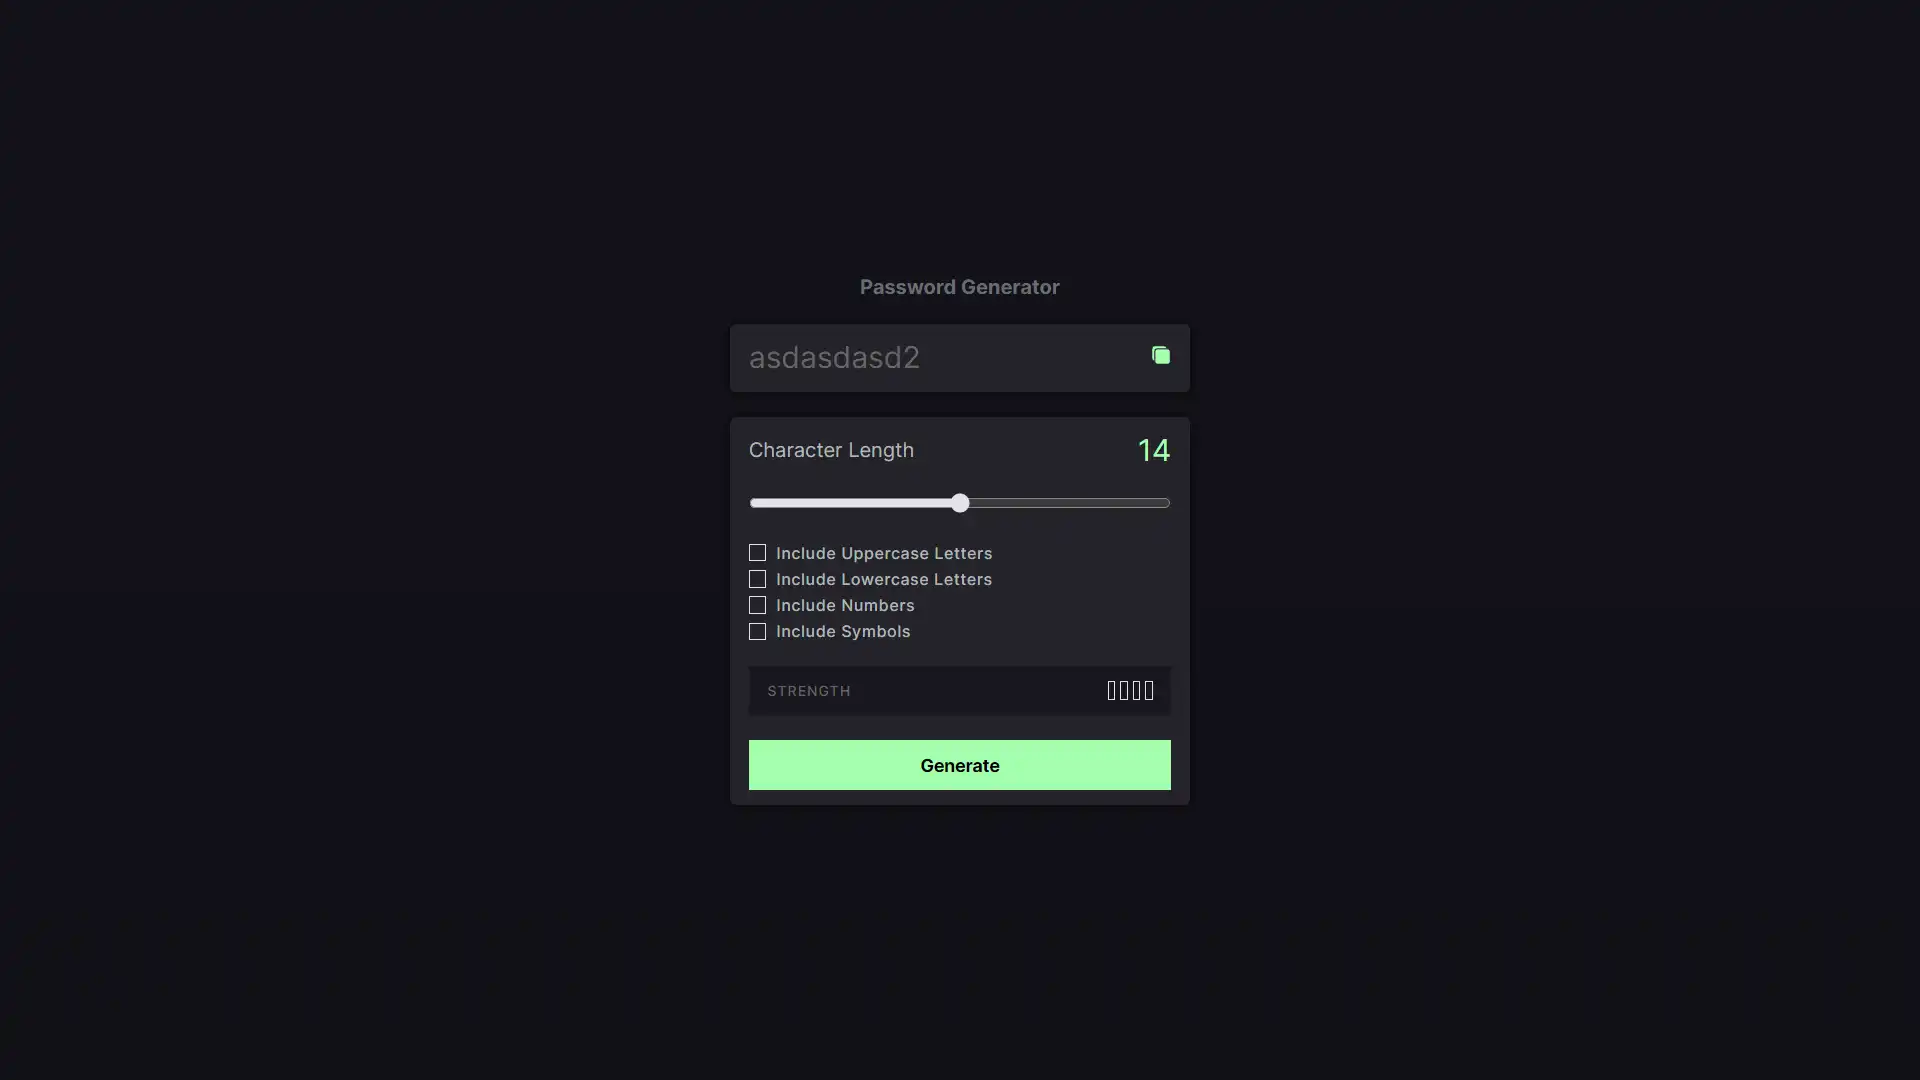 Password Generator
asdasdasd2
Character Length 14
Include Uppercase Letters
Include Lowercase Letters
Include Numbers
Include Symbols
STRENGTH
Generate